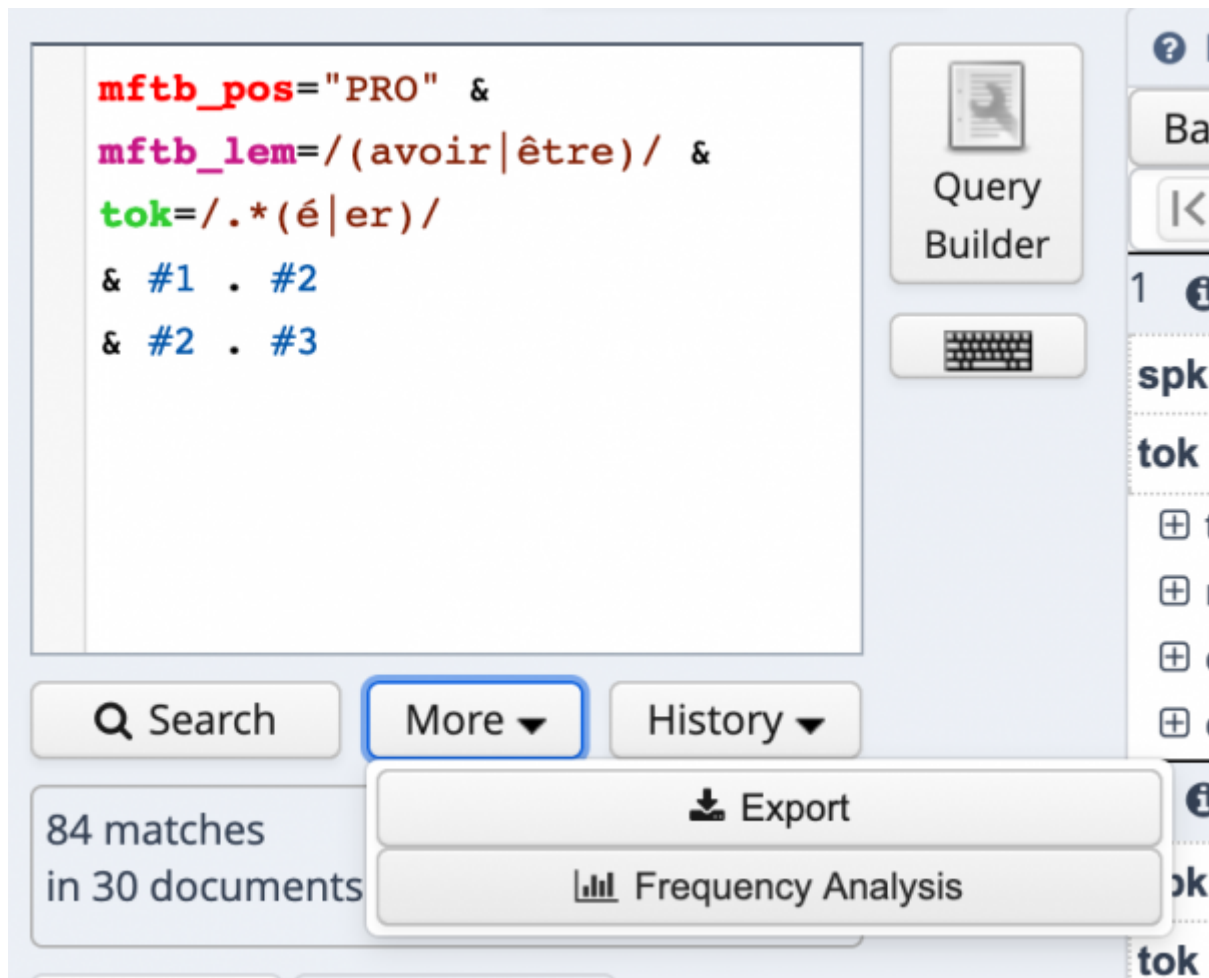 mftb_pos="PRO" &
mftb_lem=/(avoir|être)/ &
tok=/.*(é|er)/
& #1 . #2
& #2 . #3
Query
Builder
Search
More
History
84 matches
in 30 documents
Export
Frequency Analysis
Ba
1
spk
tok
tok